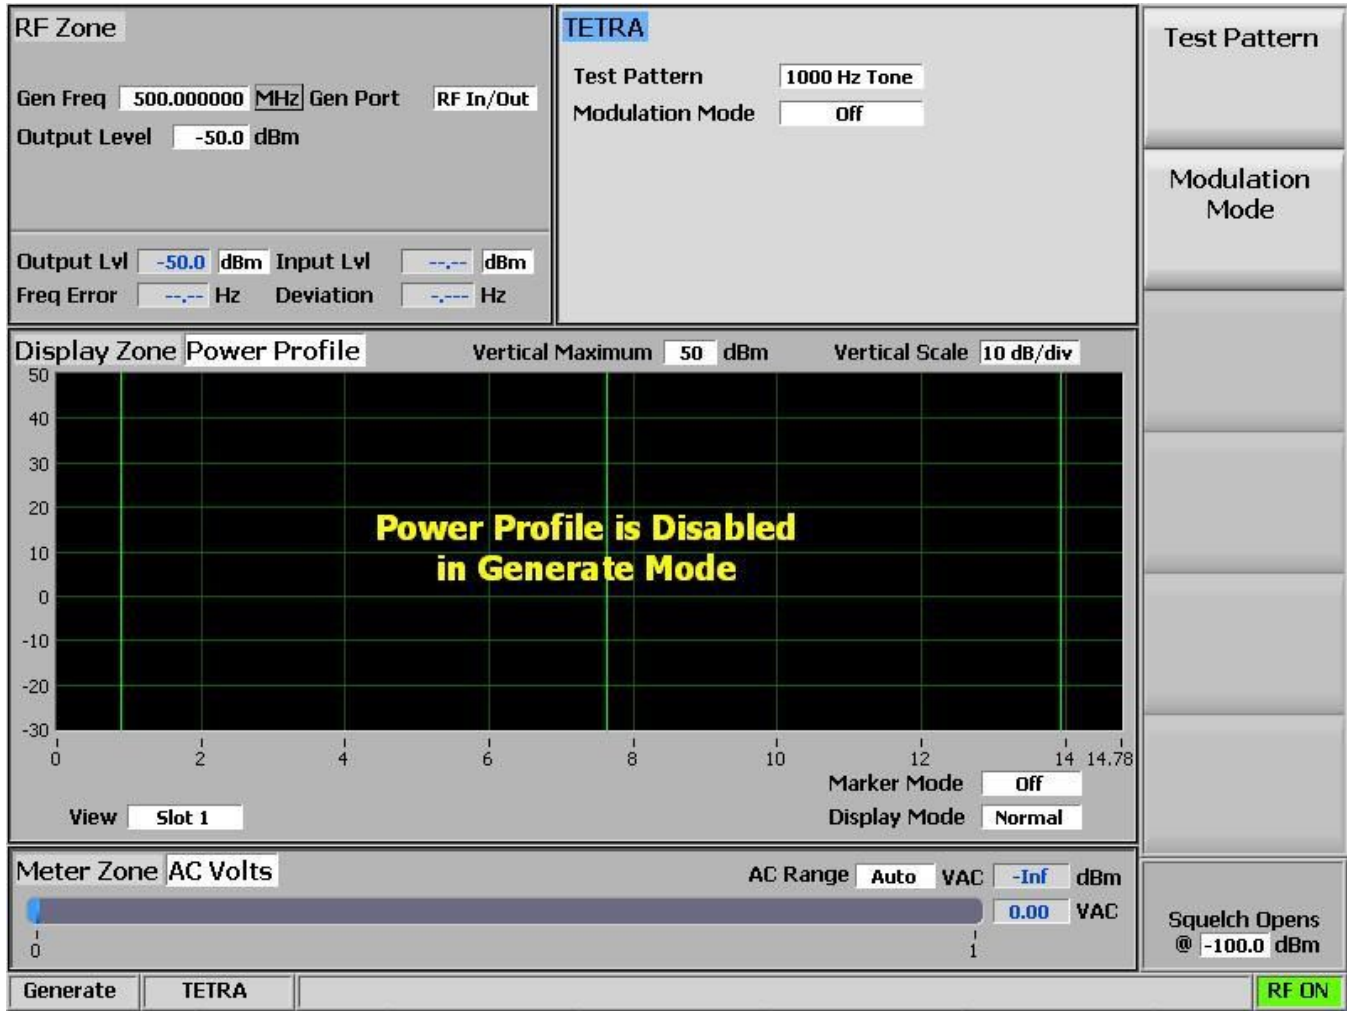 RF Zone
Gen Freq 500.000000 MHz Gen Port RF In/Out
Output Level -50.0 dBm
Output Lvl -50.0 dBm Input Lvl --.-- dBm
Freq Error --.-- Hz Deviation -.--- Hz
TETRA
Test Pattern 1000 Hz Tone
Modulation Mode Off
Test Pattern
Modulation
Mode
Display Zone Power Profile Vertical Maximum 50 dBm Vertical Scale 10 dB/div
50
40
30
20
10
0
-10
-20
-30
Power Profile is Disabled
in Generate Mode
0 2 4 6 8 10 12 14 14.78
Marker Mode Off
View Slot 1 Display Mode Normal
Meter Zone AC Volts AC Range Auto VAC -Inf dBm
0.00 VAC
0 1
Squelch Opens
@ -100.0 dBm
Generate TETRA RF ON